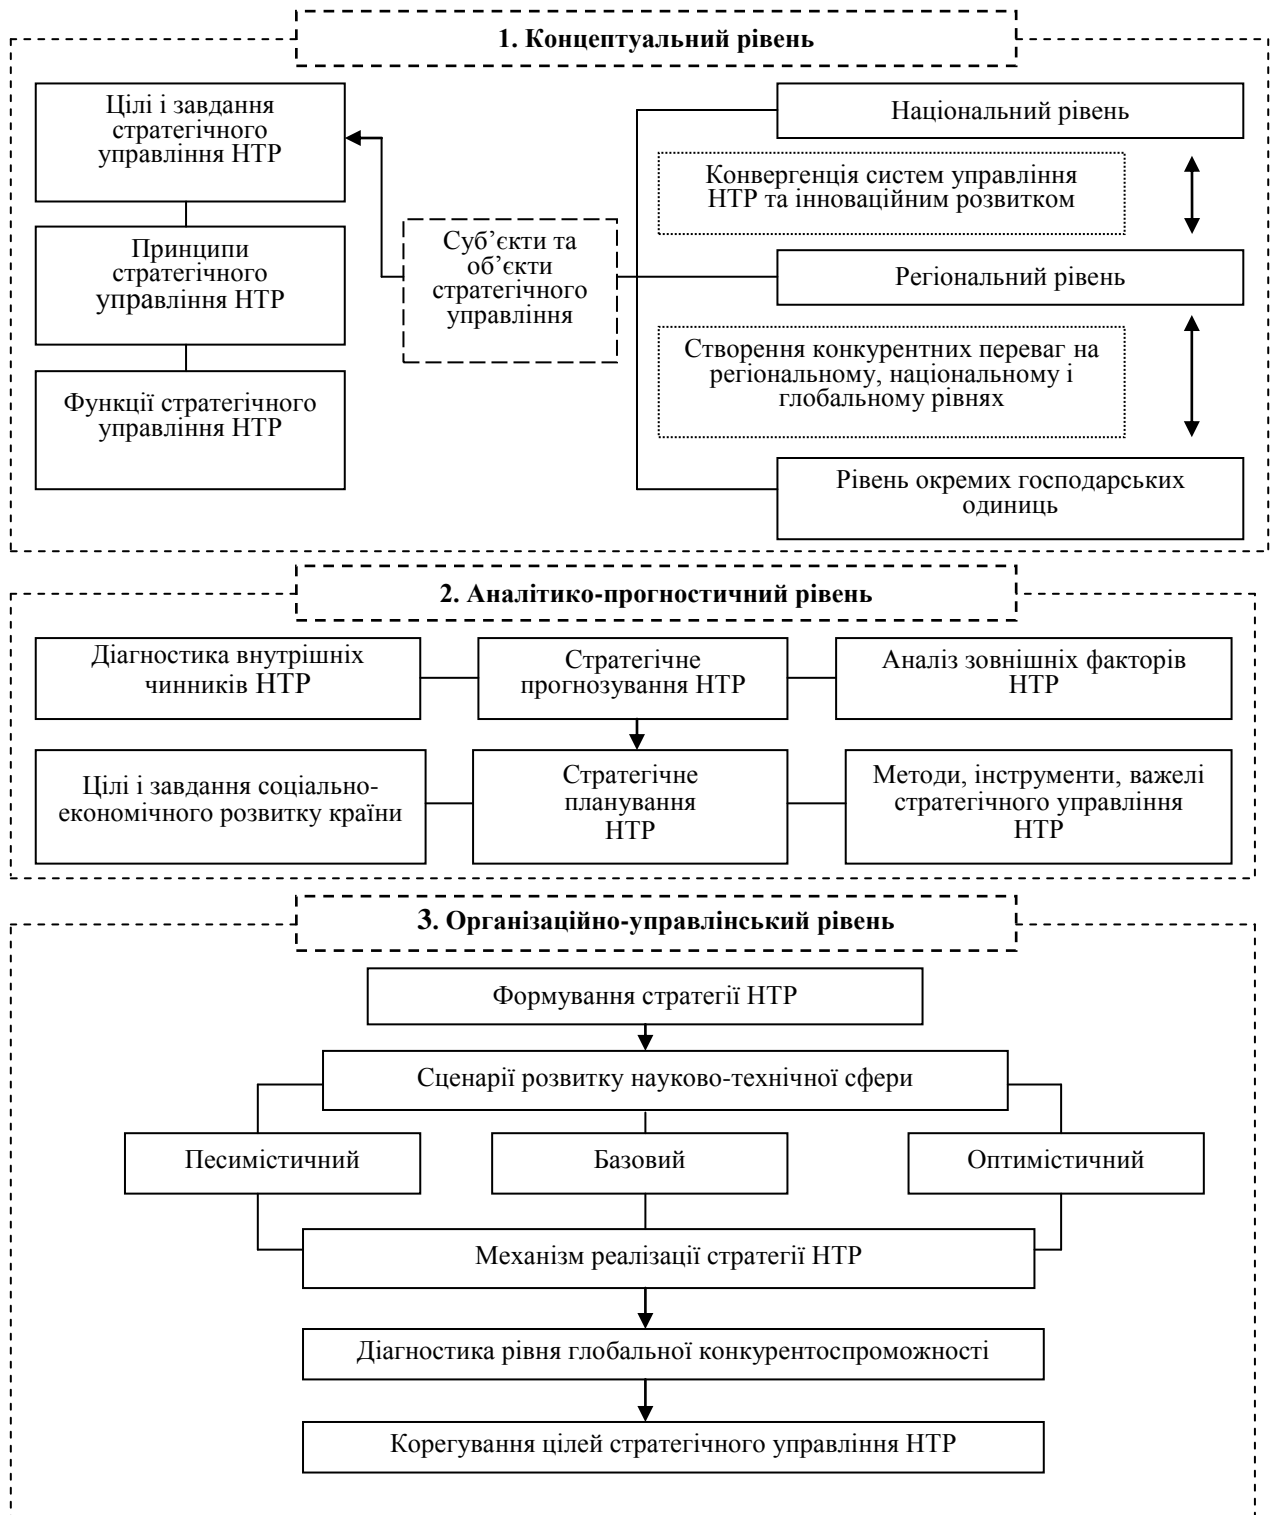 1. Концептуальний рівень
Цілі і завдання
стратегічного
управління НТР
Принципи
стратегічного
управління НТР
Функції стратегічного
управління НТР
Суб’єкти та
об’єкти
стратегічного
управління
Національний рівень
Конвергенція систем управління
НТР та інноваційним розвитком
Регіональний рівень
Створення конкурентних переваг на
регіональному, національному і
глобальному рівнях
Рівень окремих господарських
одиниць
2. Аналітико-прогностичний рівень
Діагностика внутрішніх
чинників НТР
Стратегічне
прогнозування НТР
Аналіз зовнішніх факторів
НТР
Цілі і завдання соціально-
економічного розвитку країни
Стратегічне
планування
НТР
Методи, інструменти, важелі
стратегічного управління
НТР
3. Організаційно-управлінський рівень
Формування стратегії НТР
Сценарії розвитку науково-технічної сфери
Песимістичний
Базовий
Оптимістичний
Механізм реалізації стратегії НТР
Діагностика рівня глобальної конкурентоспроможності
Корегування цілей стратегічного управління НТР